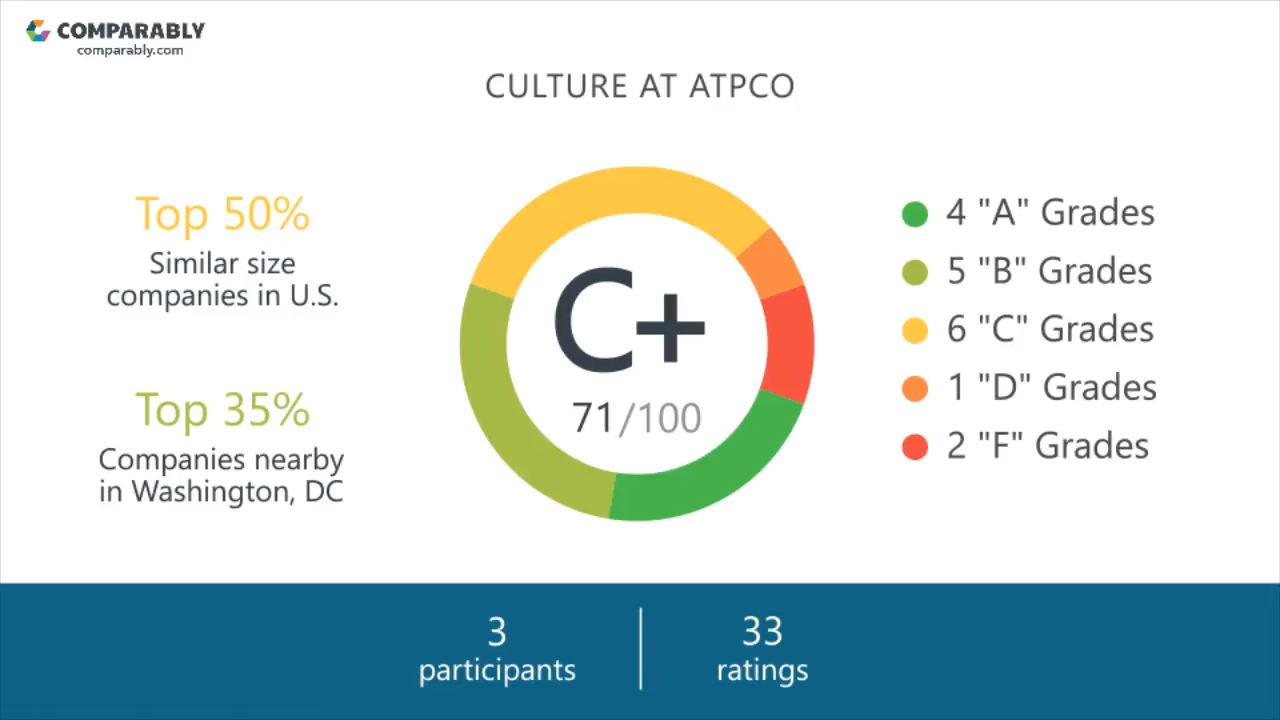 COMPARABLY
comparably.com
CULTURE AT ATPCO
Top 50%
Similar size
companies in U.S.
Top 35%
Companies nearby
in Washington, DC
C+
71/100
4 "A" Grades
5 "B" Grades
6 "C" Grades
1 "D" Grades
2 "F" Grades
3
participants
33
ratings